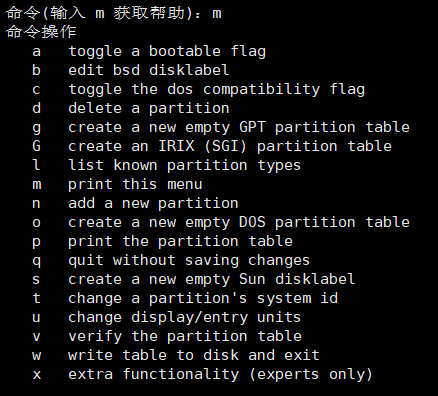 命令(输入 m 获取帮助)：m
命令操作
a   toggle a bootable flag
b   edit bsd disklabel
c   toggle the dos compatibility flag
d   delete a partition
g   create a new empty GPT partition table
G   create an IRIX (SGI) partition table
l   list known partition types
m   print this menu
n   add a new partition
o   create a new empty DOS partition table
p   print the partition table
q   quit without saving changes
s   create a new empty Sun disklabel
t   change a partition's system id
u   change display/entry units
v   verify the partition table
w   write table to disk and exit
x   extra functionality (experts only)